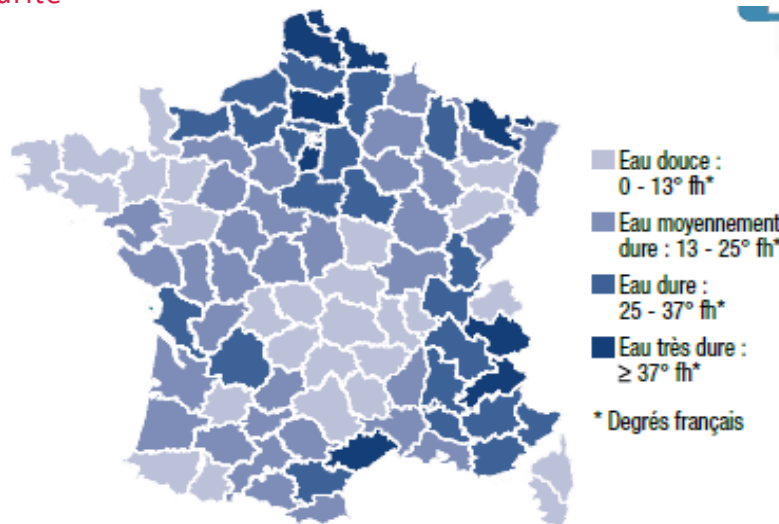 Eau douce :
0 - 13° fh*
Eau moyennement
dure : 13 - 25° fh*
Eau dure :
25 - 37° fh*
Eau très dure :
≥ 37° fh*
* Degrés français